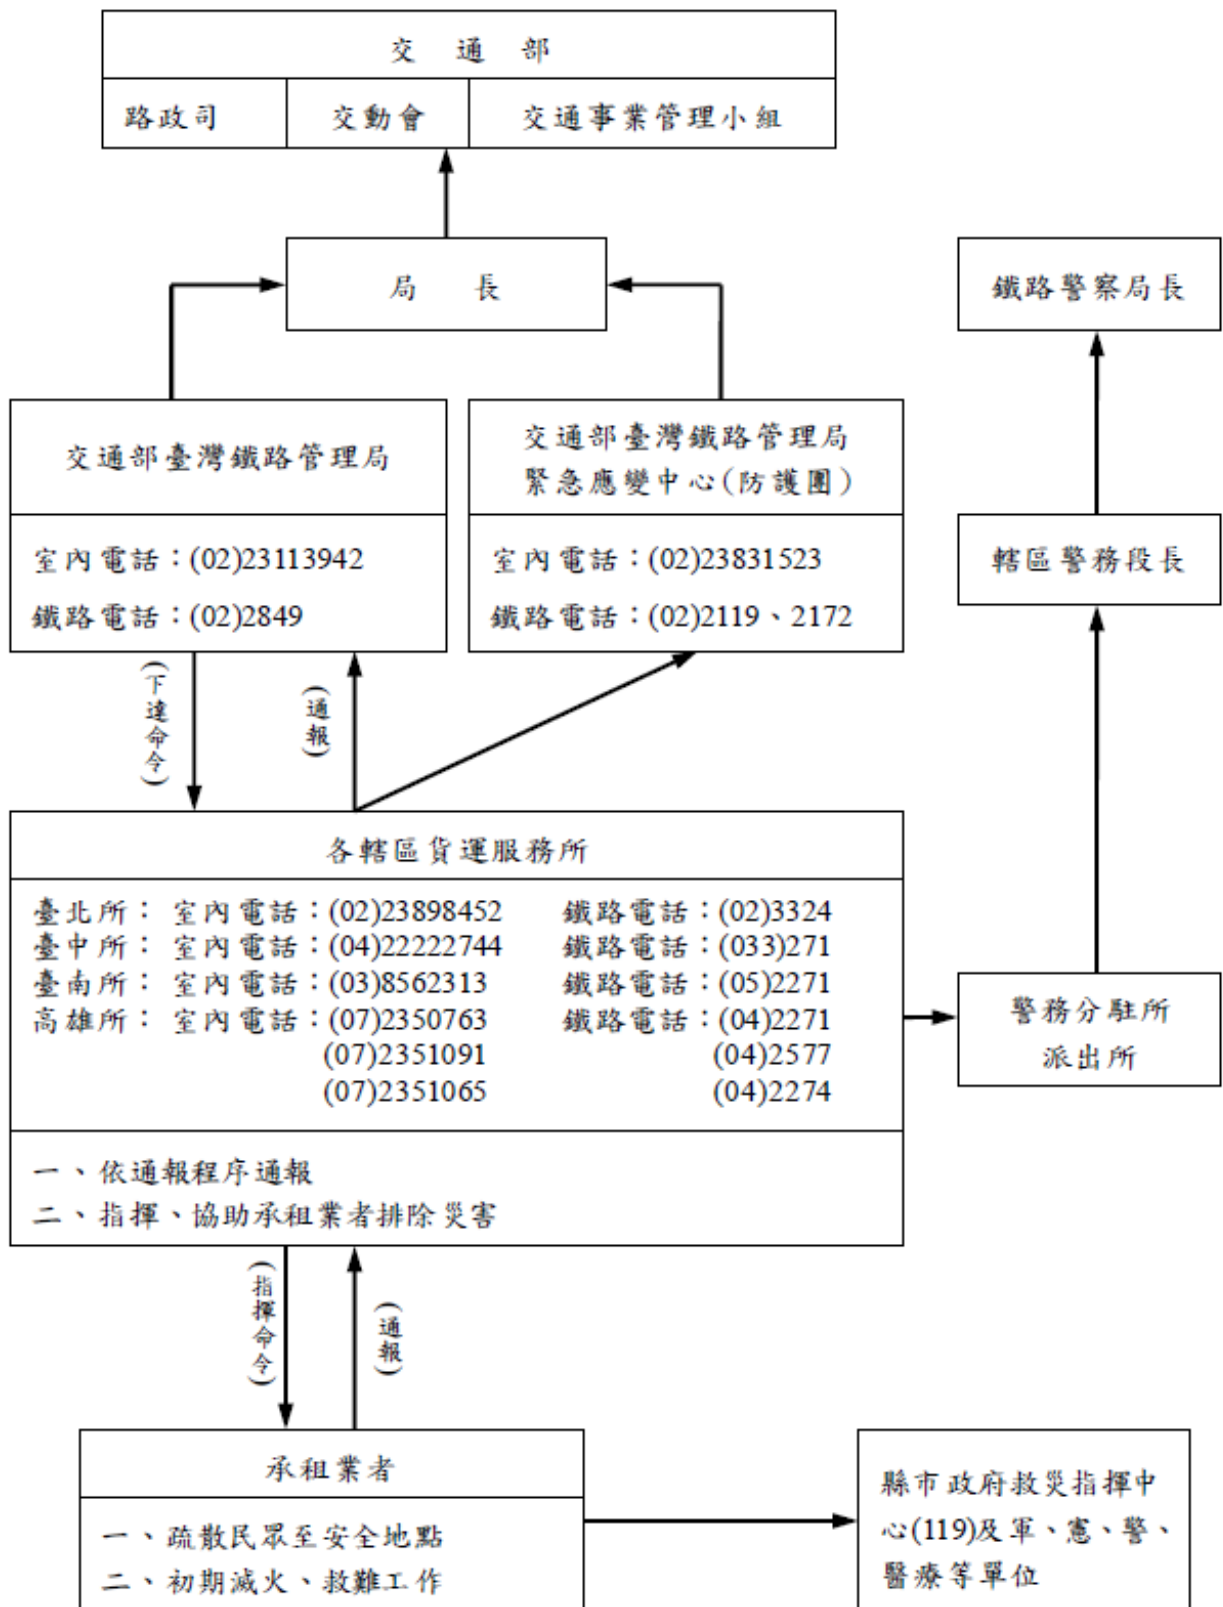 交通部
路政司 交動會 交通事業管理小組
局長
鐵路警察局長
交通部臺灣鐵路管理局
室內電話：(02)23113942
鐵路電話：(02)2849
交通部臺灣鐵路管理局
緊急應變中心(防護團)
室內電話：(02)23831523
鐵路電話：(02)2119、2172
轄區警務段長
(下達命令)
(通報)
各轄區貨運服務所
臺北所： 室內電話：(02)23898452 鐵路電話：(02)3324
臺中所： 室內電話：(04)22222744 鐵路電話：(033)271
臺南所： 室內電話：(03)8562313 鐵路電話：(05)2271
高雄所： 室內電話：(07)2350763 鐵路電話：(04)2271
(07)2351091 (04)2577
(07)2351065 (04)2274
一、依通報程序通報
二、指揮、協助承租業者排除災害
警務分駐所
派出所
(指揮命令)
(通報)
承租業者
一、疏散民眾至安全地點
二、初期滅火、救難工作
縣市政府救災指揮中
心(119)及軍、憲、警、
醫療等單位